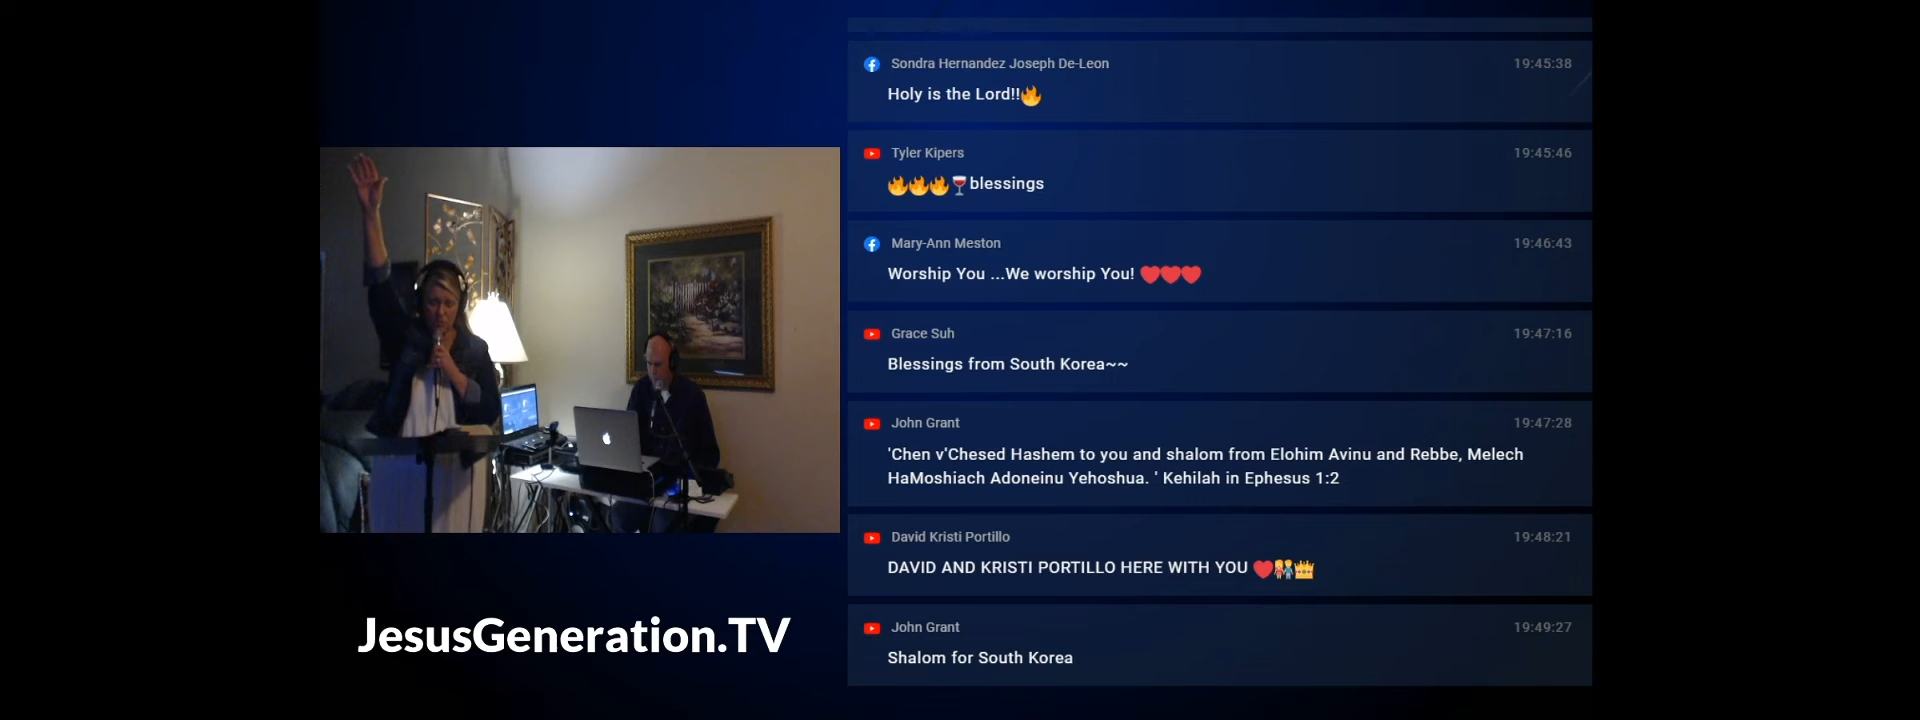 Sondra Hernandez Joseph De-Leon 19:45:38
Holy is the Lord!!🔥
Tyler Kipers 19:45:46
🔥🔥🔥🍷blessings
Mary-Ann Meston 19:46:43
Worship You ...We worship You! ❤️❤️❤️
Grace Suh 19:47:16
Blessings from South Korea~~
John Grant 19:47:28
'Chen v'Chesed Hashem to you and shalom from Elohim Avinu and Rebbe, Melech
HaMoshiach Adoneinu Yehoshua. ' Kehilah in Ephesus 1:2
David Kristi Portillo 19:48:21
DAVID AND KRISTI PORTILLO HERE WITH YOU ❤️👫👑
John Grant 19:49:27
Shalom for South Korea
JesusGeneration.TV